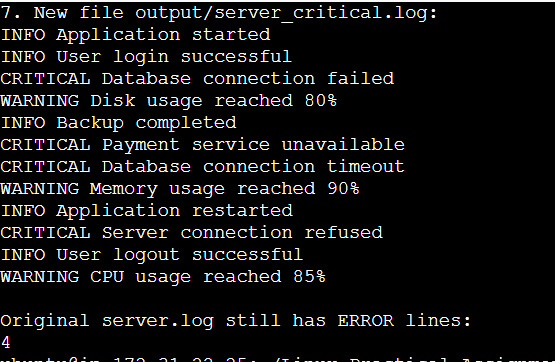 7. New file output/server_critical.log:
INFO Application started
INFO User login successful
CRITICAL Database connection failed
WARNING Disk usage reached 80%
INFO Backup completed
CRITICAL Payment service unavailable
CRITICAL Database connection timeout
WARNING Memory usage reached 90%
INFO Application restarted
CRITICAL Server connection refused
INFO User logout successful
WARNING CPU usage reached 85%
Original server.log still has ERROR lines:
4